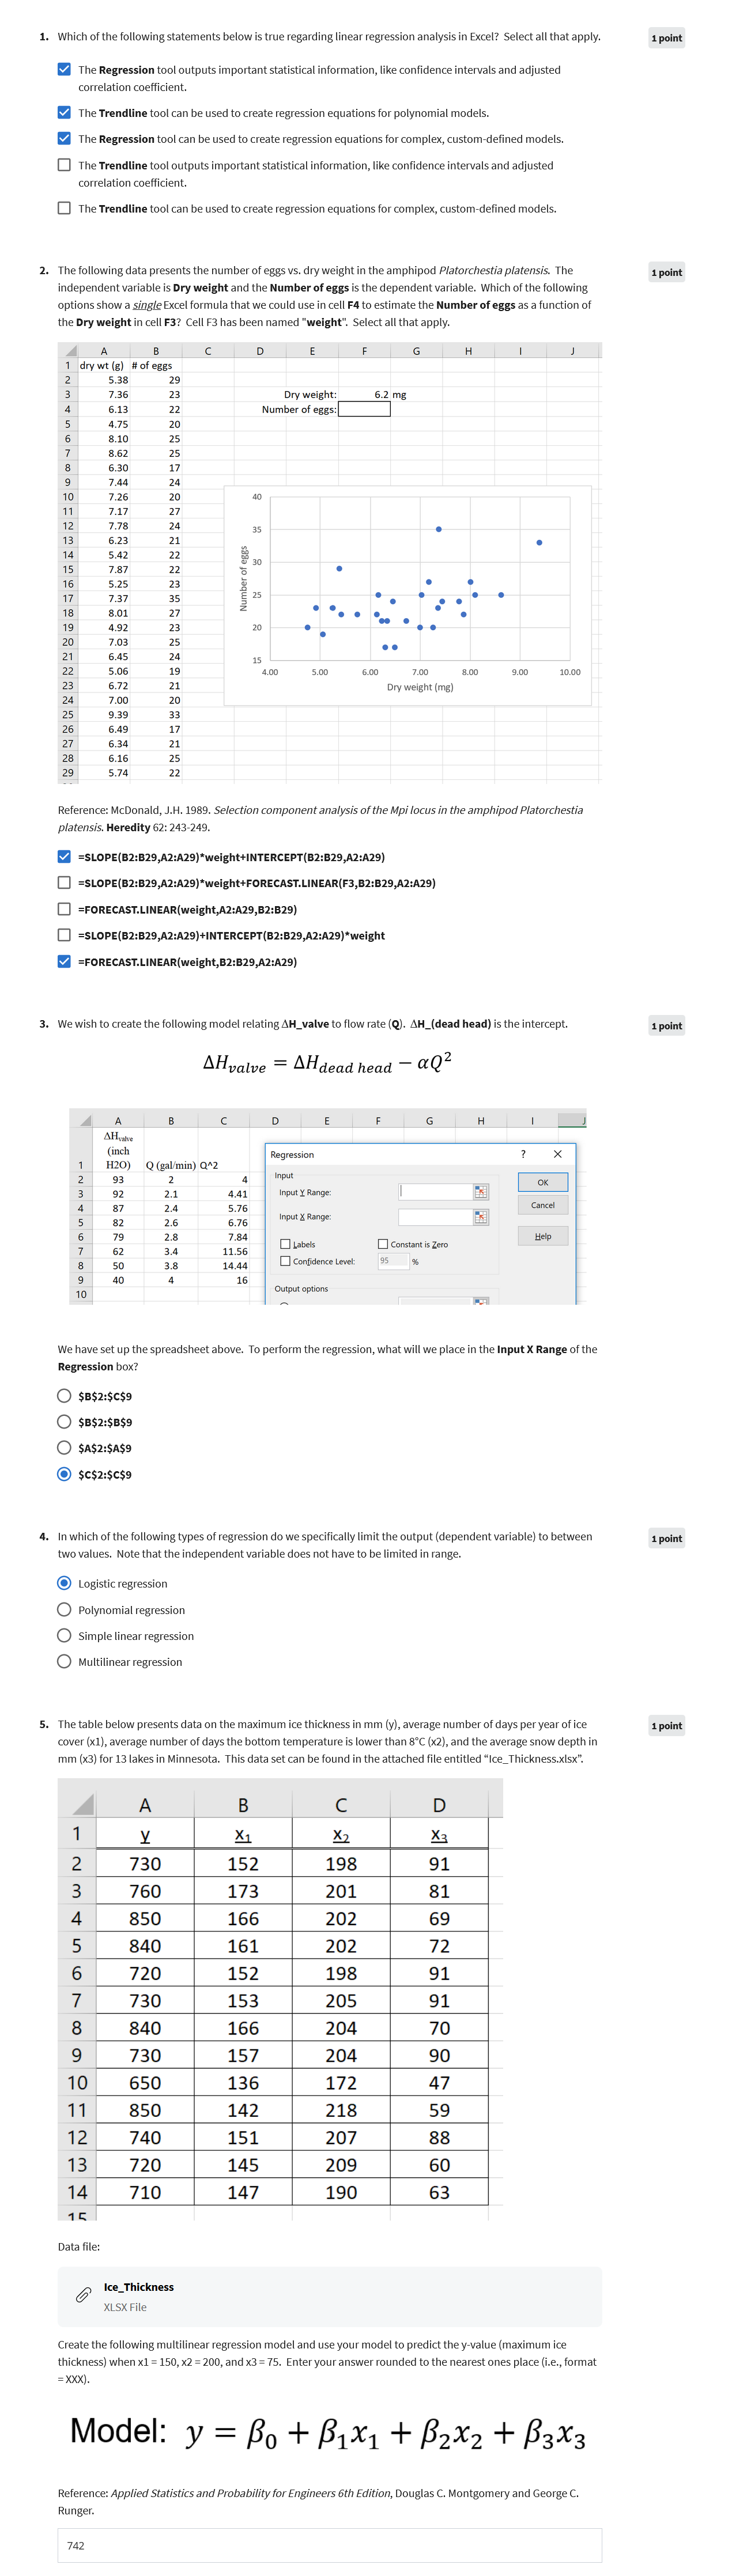 1. Which of the following statements below is true regarding linear regression analysis in Excel? Select all that apply.
1 point
The Regression tool outputs important statistical information, like confidence intervals and adjusted
correlation coefficient.
The Trendline tool can be used to create regression equations for polynomial models.
The Regression tool can be used to create regression equations for complex, custom-defined models.
The Trendline tool outputs important statistical information, like confidence intervals and adjusted
correlation coefficient.
The Trendline tool can be used to create regression equations for complex, custom-defined models.
2. The following data presents the number of eggs vs. dry weight in the amphipod Platorchestia platensis. The
1 point
independent variable is Dry weight and the Number of eggs is the dependent variable. Which of the following
options show a single Excel formula that we could use in cell F4 to estimate the Number of eggs as a function of
the Dry weight in cell F3? Cell F3 has been named "weight". Select all that apply.
A B C D E F G H I J
1 dry wt (g) # of eggs
2 5.38 29
3 7.36 23 Dry weight: 6.2 mg
4 6.13 22 Number of eggs:
5 4.75 20
6 8.10 25
7 8.62 25
8 6.30 17
9 7.44 24
10 7.26 20
11 7.17 27
12 7.78 24
13 6.23 21
14 5.42 22
15 7.87 22
16 5.25 23
17 7.37 35
18 8.01 27
19 4.92 23
20 7.03 25
21 6.45 24
22 5.06 19
23 6.72 21
24 7.00 20
25 9.39 33
26 6.49 17
27 6.34 21
28 6.16 25
29 5.74 22
40
35
30
25
20
15
Number of eggs
4.00 5.00 6.00 7.00 8.00 9.00 10.00
Dry weight (mg)
Reference: McDonald, J.H. 1989. Selection component analysis of the Mpi locus in the amphipod Platorchestia
platensis. Heredity 62: 243-249.
=SLOPE(B2:B29,A2:A29)*weight+INTERCEPT(B2:B29,A2:A29)
=SLOPE(B2:B29,A2:A29)*weight+FORECAST.LINEAR(F3,B2:B29,A2:A29)
=FORECAST.LINEAR(weight,A2:A29,B2:B29)
=SLOPE(B2:B29,A2:A29)+INTERCEPT(B2:B29,A2:A29)*weight
=FORECAST.LINEAR(weight,B2:B29,A2:A29)
3. We wish to create the following model relating ΔH_valve to flow rate (Q). ΔH_(dead head) is the intercept.
1 point
ΔH_valve = ΔH_dead head − αQ²
A B C D E F G H I J
ΔHvalve
(inch
1 H2O) Q (gal/min) Q^2
2 93 2 4
3 92 2.1 4.41
4 87 2.4 5.76
5 82 2.6 6.76
6 79 2.8 7.84
7 62 3.4 11.56
8 50 3.8 14.44
9 40 4 16
10
Regression ? ×
Input
Input Y Range:
Input X Range:
Labels Constant is Zero
Confidence Level: 95 %
Output options
OK
Cancel
Help
We have set up the spreadsheet above. To perform the regression, what will we place in the Input X Range of the
Regression box?
$B$2:$C$9
$B$2:$B$9
$A$2:$A$9
$C$2:$C$9
4. In which of the following types of regression do we specifically limit the output (dependent variable) to between
1 point
two values. Note that the independent variable does not have to be limited in range.
Logistic regression
Polynomial regression
Simple linear regression
Multilinear regression
5. The table below presents data on the maximum ice thickness in mm (y), average number of days per year of ice
1 point
cover (x1), average number of days the bottom temperature is lower than 8°C (x2), and the average snow depth in
mm (x3) for 13 lakes in Minnesota. This data set can be found in the attached file entitled “Ice_Thickness.xlsx”.
A B C D
1 y x₁ x₂ x₃
2 730 152 198 91
3 760 173 201 81
4 850 166 202 69
5 840 161 202 72
6 720 152 198 91
7 730 153 205 91
8 840 166 204 70
9 730 157 204 90
10 650 136 172 47
11 850 142 218 59
12 740 151 207 88
13 720 145 209 60
14 710 147 190 63
15
Data file:
Ice_Thickness
XLSX File
Create the following multilinear regression model and use your model to predict the y-value (maximum ice
thickness) when x1 = 150, x2 = 200, and x3 = 75. Enter your answer rounded to the nearest ones place (i.e., format
= XXX).
Model: y = β₀ + β₁x₁ + β₂x₂ + β₃x₃
Reference: Applied Statistics and Probability for Engineers 6th Edition, Douglas C. Montgomery and George C.
Runger.
742